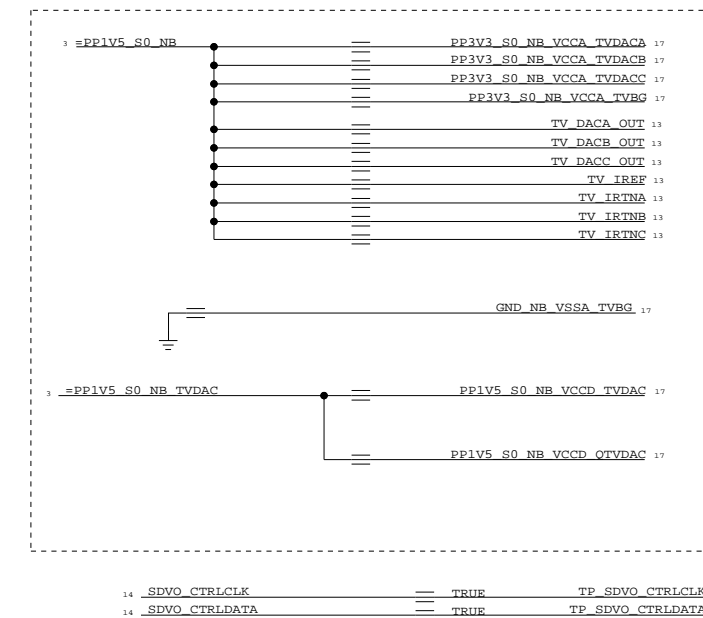 3 =PP1V5_S0_NB PP3V3_S0_NB_VCCA_TVDACA 17
PP3V3_S0_NB_VCCA_TVDACB 17
PP3V3_S0_NB_VCCA_TVDACC 17
PP3V3_S0_NB_VCCA_TVBG 17
TV_DACA_OUT 13
TV_DACB_OUT 13
TV_DACC_OUT 13
TV_IREF 13
TV_IRTNA 13
TV_IRTNB 13
TV_IRTNC 13
GND_NB_VSSA_TVBG 17
3 =PP1V5_S0_NB_TVDAC PP1V5_S0_NB_VCCD_TVDAC 17
PP1V5_S0_NB_VCCD_QTVDAC 17
14 SDVO_CTRLCLK TRUE TP_SDVO_CTRLCLK
14 SDVO_CTRLDATA TRUE TP_SDVO_CTRLDATA